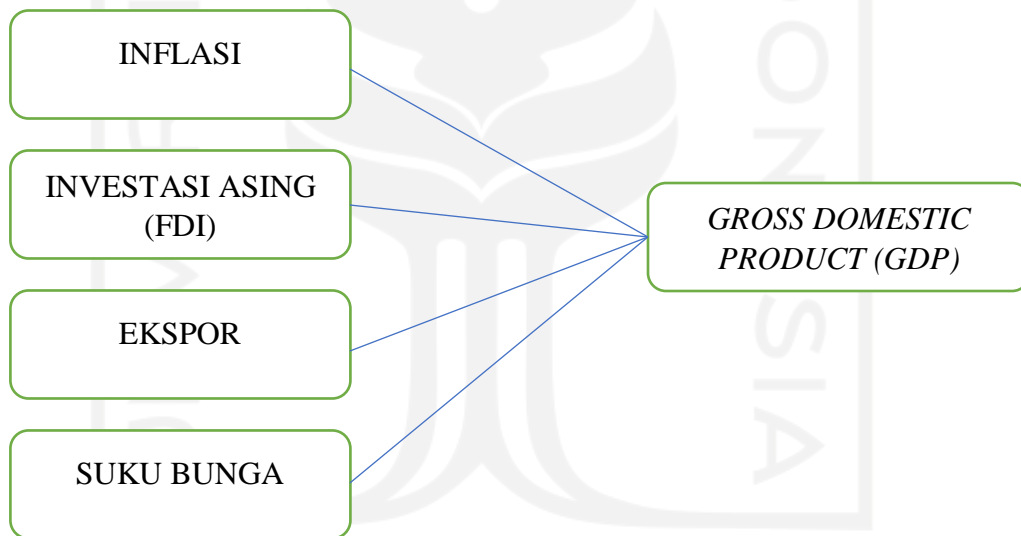 INFLASI
INVESTASI ASING
(FDI)
EKSPOR
SUKU BUNGA
GROSS DOMESTIC
PRODUCT (GDP)